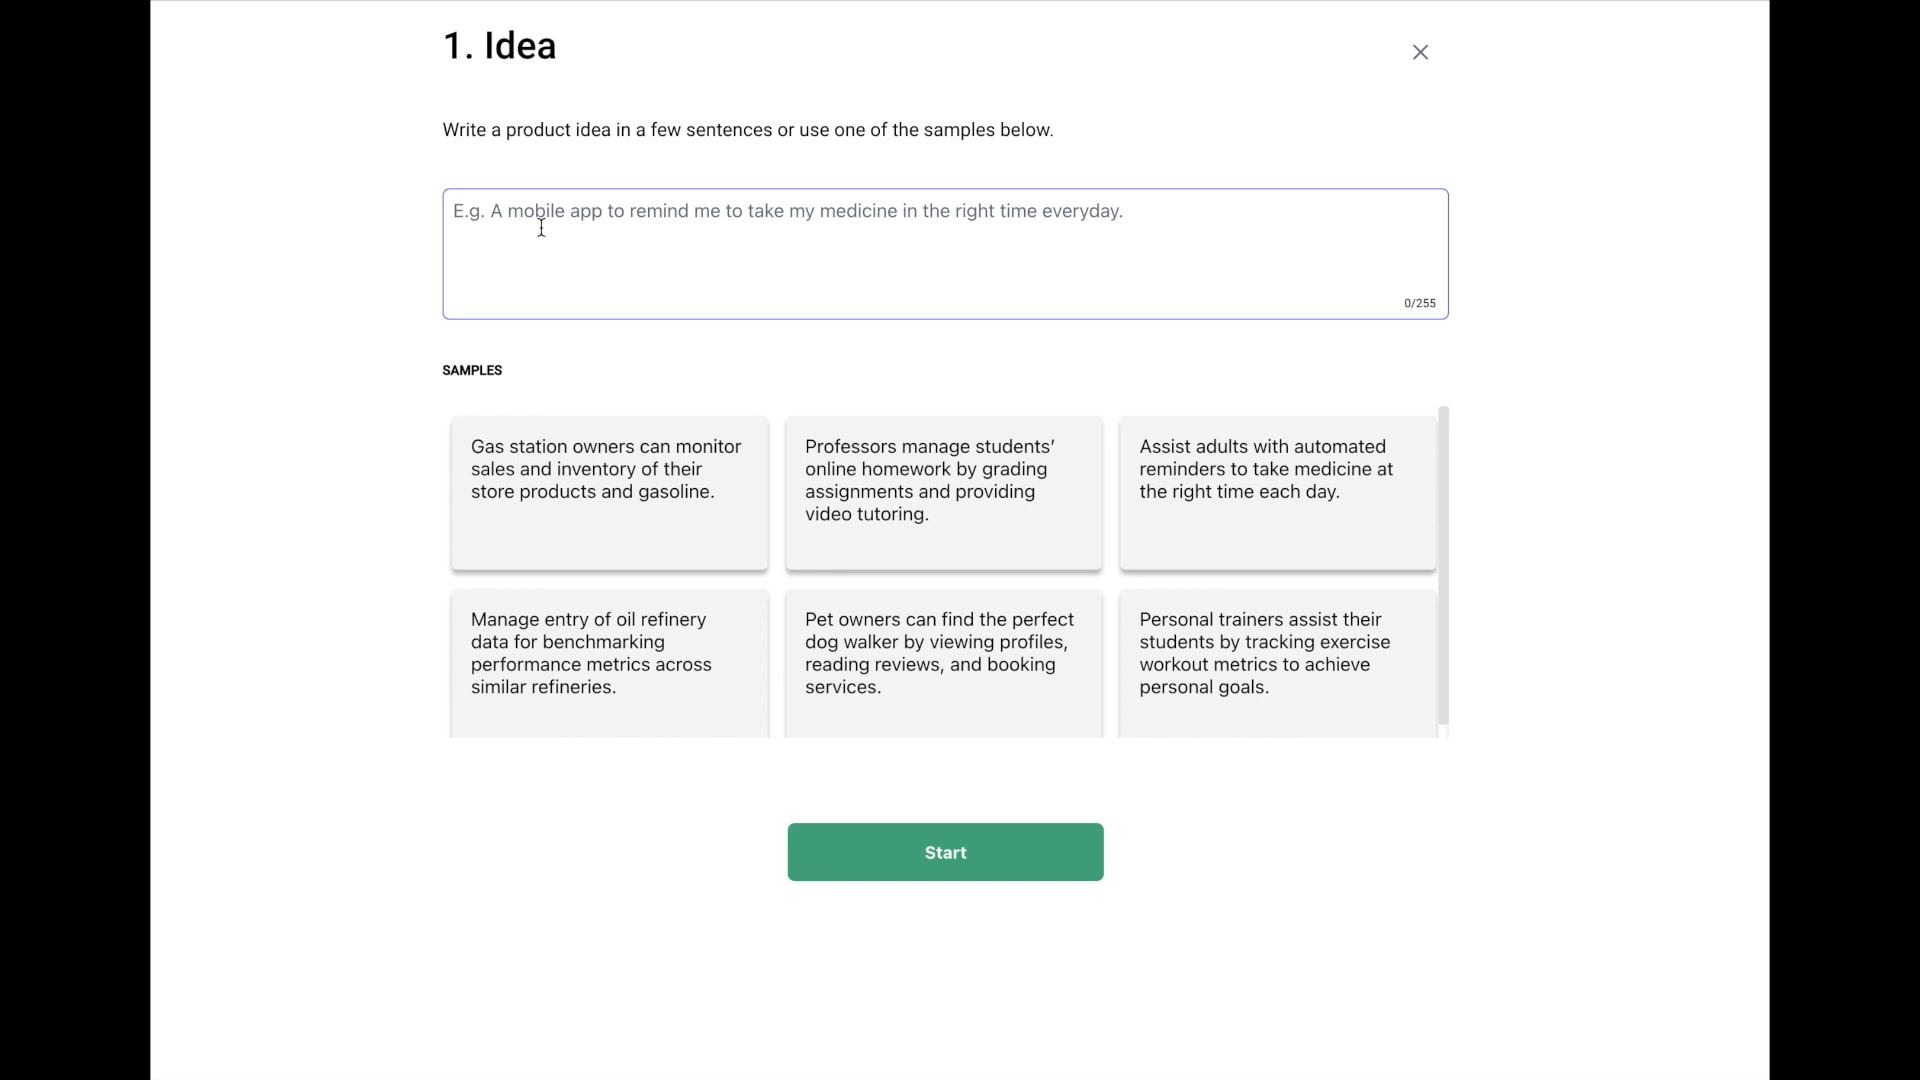 1. Idea
Write a product idea in a few sentences or use one of the samples below.
E.g. A mobile app to remind me to take my medicine in the right time everyday.
0/255
SAMPLES
Gas station owners can monitor
sales and inventory of their
store products and gasoline.
Professors manage students’
online homework by grading
assignments and providing
video tutoring.
Assist adults with automated
reminders to take medicine at
the right time each day.
Manage entry of oil refinery
data for benchmarking
performance metrics across
similar refineries.
Pet owners can find the perfect
dog walker by viewing profiles,
reading reviews, and booking
services.
Personal trainers assist their
students by tracking exercise
workout metrics to achieve
personal goals.
Start